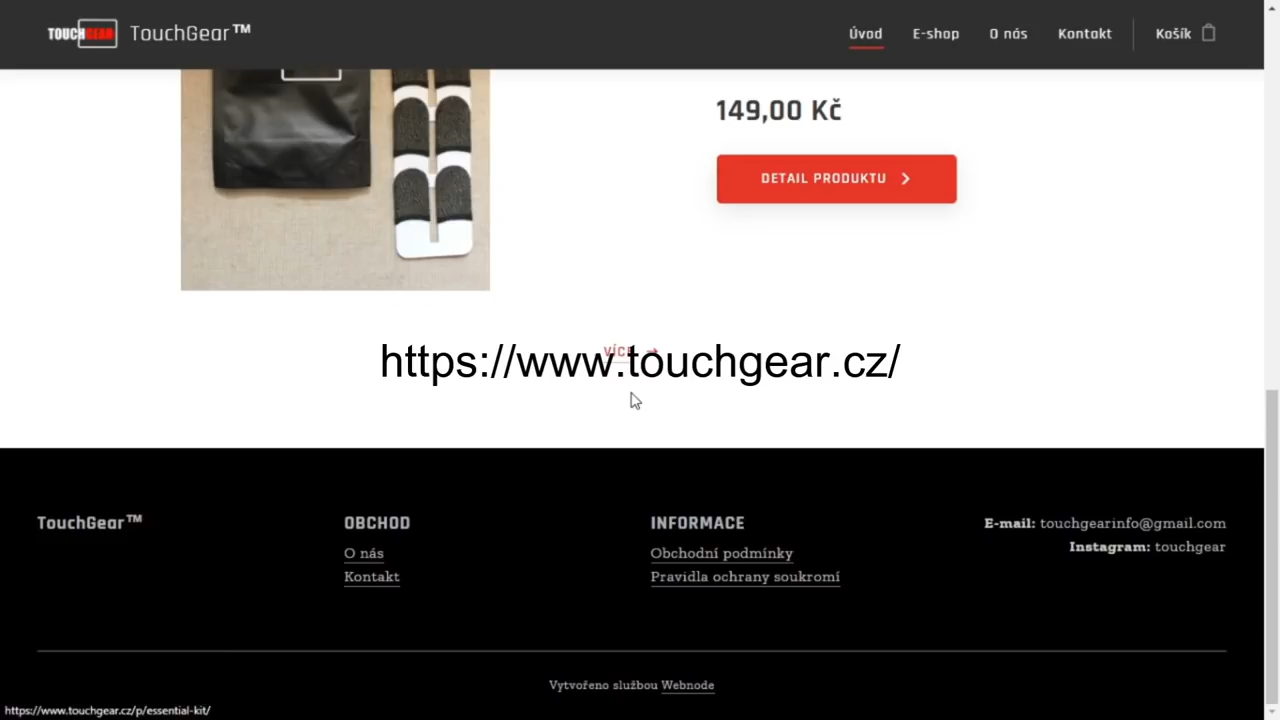 TOUCHGEAR TouchGear™ Úvod E-shop O nás Kontakt Košík
149,00 Kč
DETAIL PRODUKTU
VÍCE →
https://www.touchgear.cz/
TouchGear™
OBCHOD
O nás
Kontakt
INFORMACE
Obchodní podmínky
Pravidla ochrany soukromí
E-mail: touchgearinfo@gmail.com
Instagram: touchgear
Vytvořeno službou Webnode
https://www.touchgear.cz/p/essential-kit/